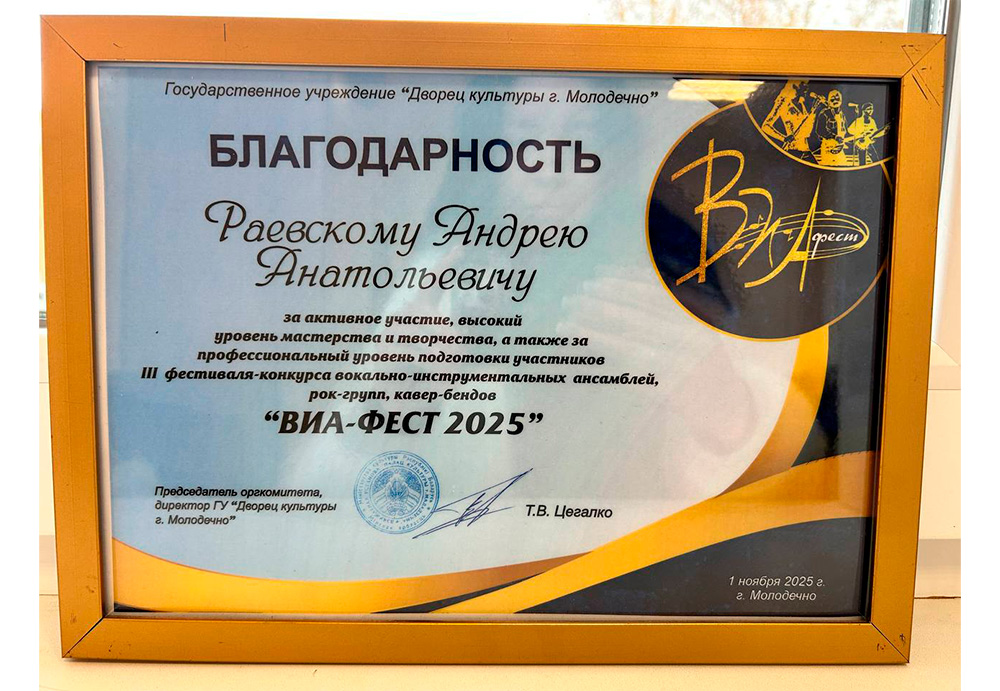 Государственное учреждение “Дворец культуры г. Молодечно”
БЛАГОДАРНОСТЬ
Раевскому Андрею
Анатольевичу
за активное участие, высокий
уровень мастерства и творчества, а также за
профессиональный уровень подготовки участников
III фестиваля-конкурса вокально-инструментальных ансамблей,
рок-групп, кавер-бендов
“ВИА-ФЕСТ 2025”
ВИА фест
Председатель оргкомитета,
директор ГУ “Дворец культуры
г. Молодечно”
Т.В. Цегалко
1 ноября 2025 г.
г. Молодечно